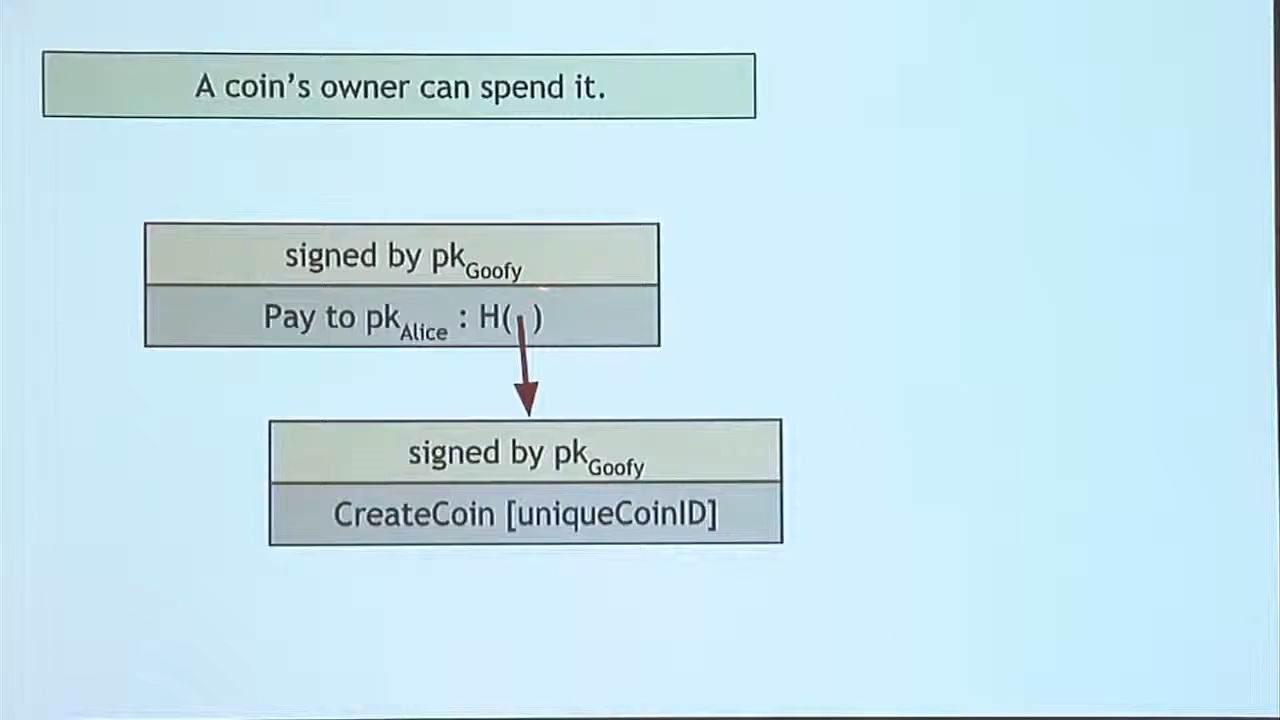 A coin's owner can spend it.
signed by pkGoofy
Pay to pkAlice : H( )
signed by pkGoofy
CreateCoin [uniqueCoinID]